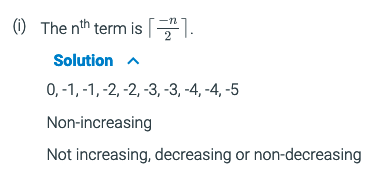 (i) The nth term is ⌈−n/2⌉.
Solution ^
0, -1, -1, -2, -2, -3, -3, -4, -4, -5
Non-increasing
Not increasing, decreasing or non-decreasing